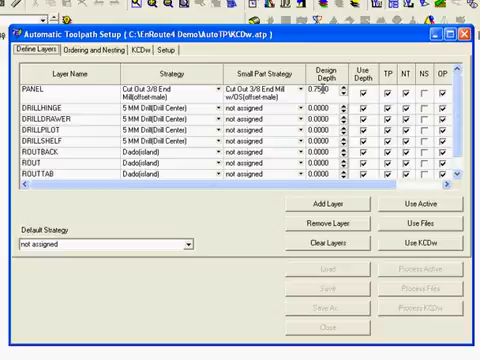 Automatic Toolpath Setup ( C:\EnRoute4 Demo\AutoTP\KCDw.atp )
Define Layers Ordering and Nesting KCDw Setup
Layer Name Strategy Small Part Strategy Design Depth Use Depth TP NT NS OP
PANEL Cut Out 3/8 End Mill(offset-male) Cut Out 3/8 End Mill w/OS(offset-male) 0.7500
DRILLHINGE 5 MM Drill(Drill Center) not assigned 0.0000
DRILLDRAWER 5 MM Drill(Drill Center) not assigned 0.0000
DRILLPILOT 5 MM Drill(Drill Center) not assigned 0.0000
DRILLSHELF 5 MM Drill(Drill Center) not assigned 0.0000
ROUTBACK Dado(island) not assigned 0.0000
ROUT Dado(island) not assigned 0.0000
ROUTTAB Dado(island) not assigned 0.0000
Add Layer Use Active
Remove Layer Use Files
Default Strategy
not assigned
Clear Layers Use KCDw
Load Process Active
Save Process Files
Save As Process KCDw
Close